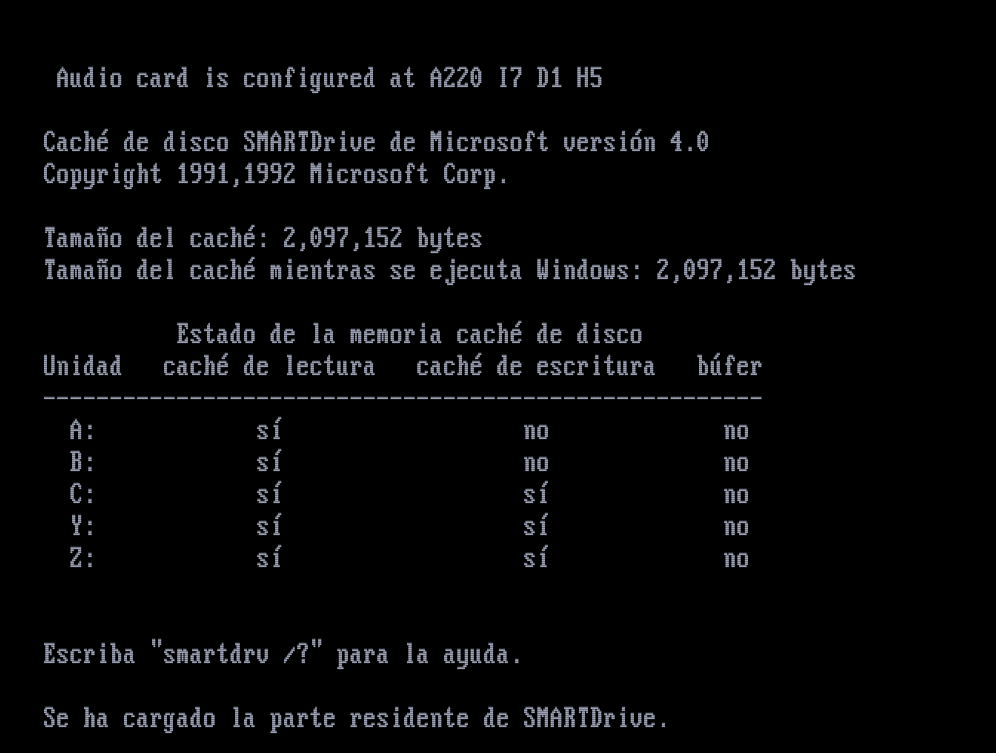 Audio card is configured at A220 I7 D1 H5
Caché de disco SMARTDrive de Microsoft versión 4.0
Copyright 1991,1992 Microsoft Corp.
Tamaño del caché: 2,097,152 bytes
Tamaño del caché mientras se ejecuta Windows: 2,097,152 bytes
Estado de la memoria caché de disco
Unidad caché de lectura caché de escritura búfer
-----------------------------------------------------
A: sí no no
B: sí no no
C: sí sí no
Y: sí sí no
Z: sí sí no
Escriba "smartdrv /?" para la ayuda.
Se ha cargado la parte residente de SMARTDrive.